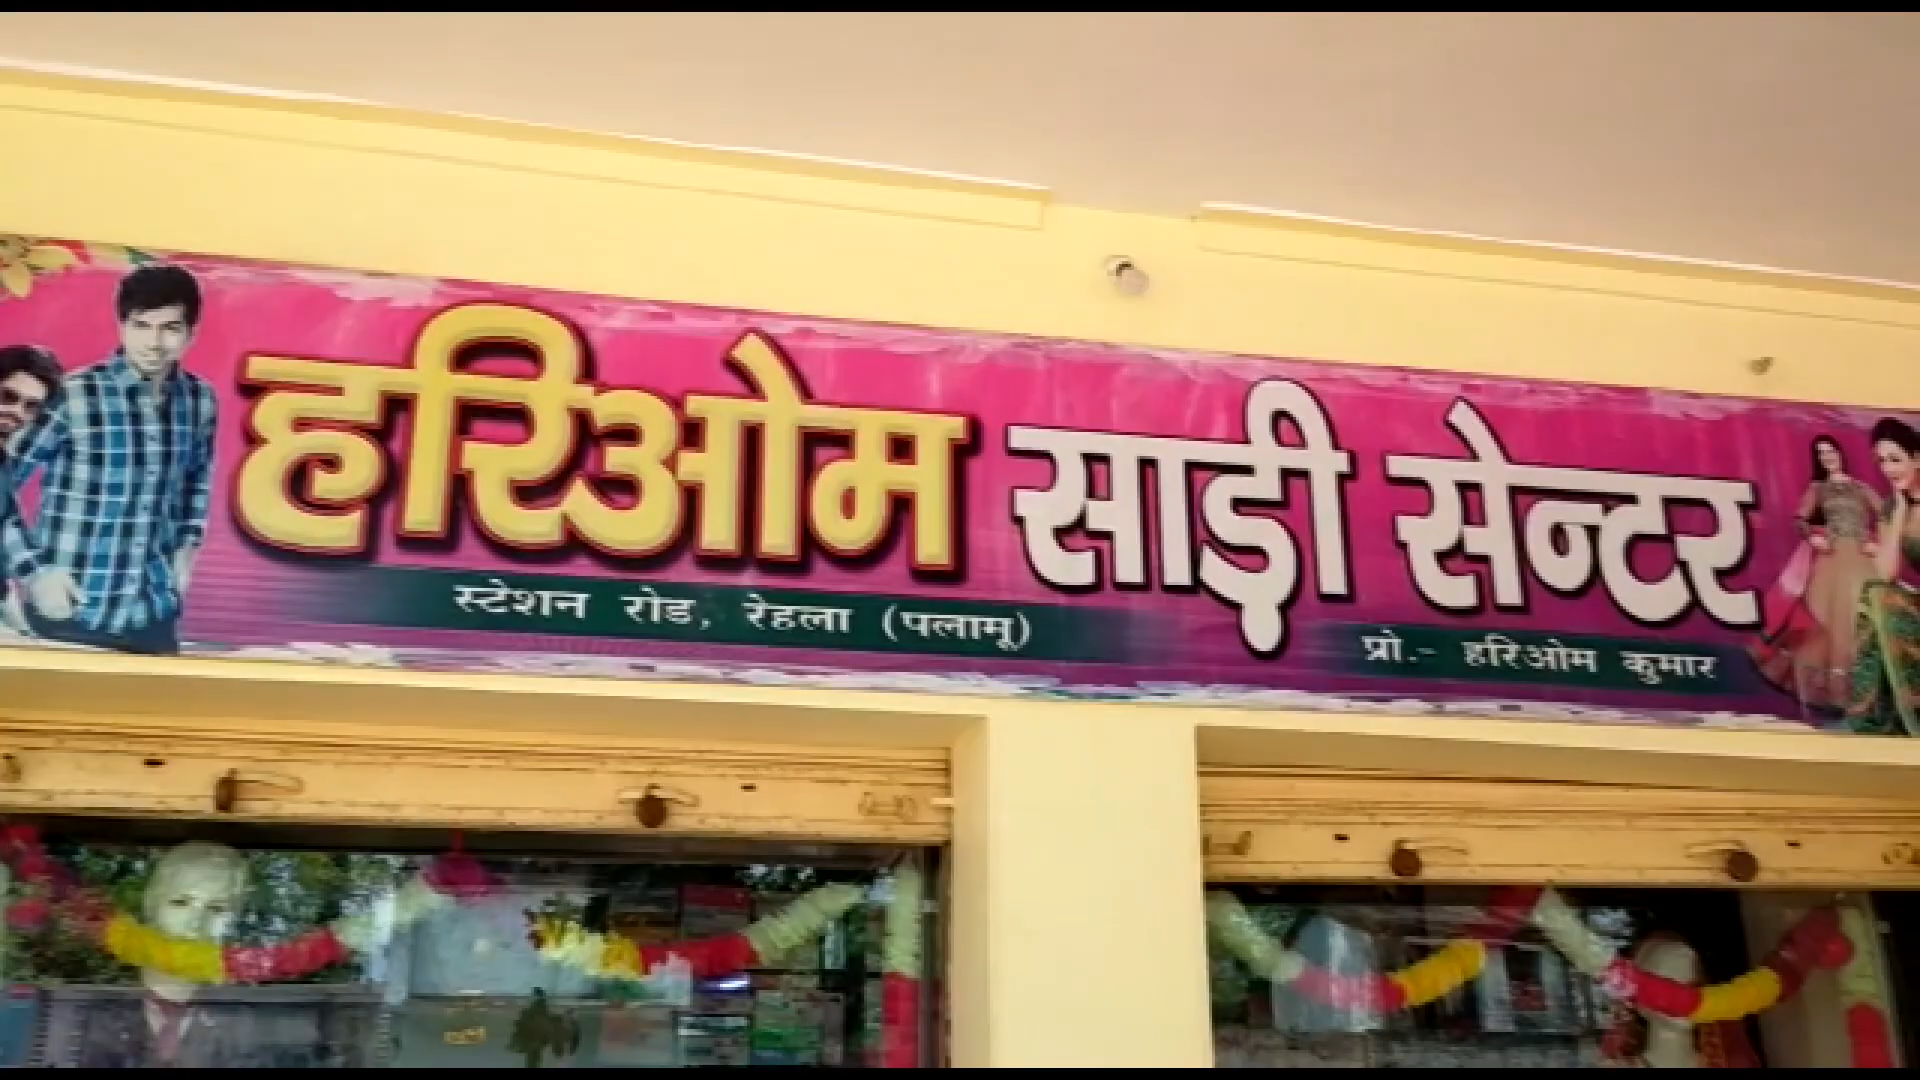 हरिओम साड़ी सेन्टर
स्टेशन रोड, रेहला (पलामू)
प्रो.- हरिओम कुमार